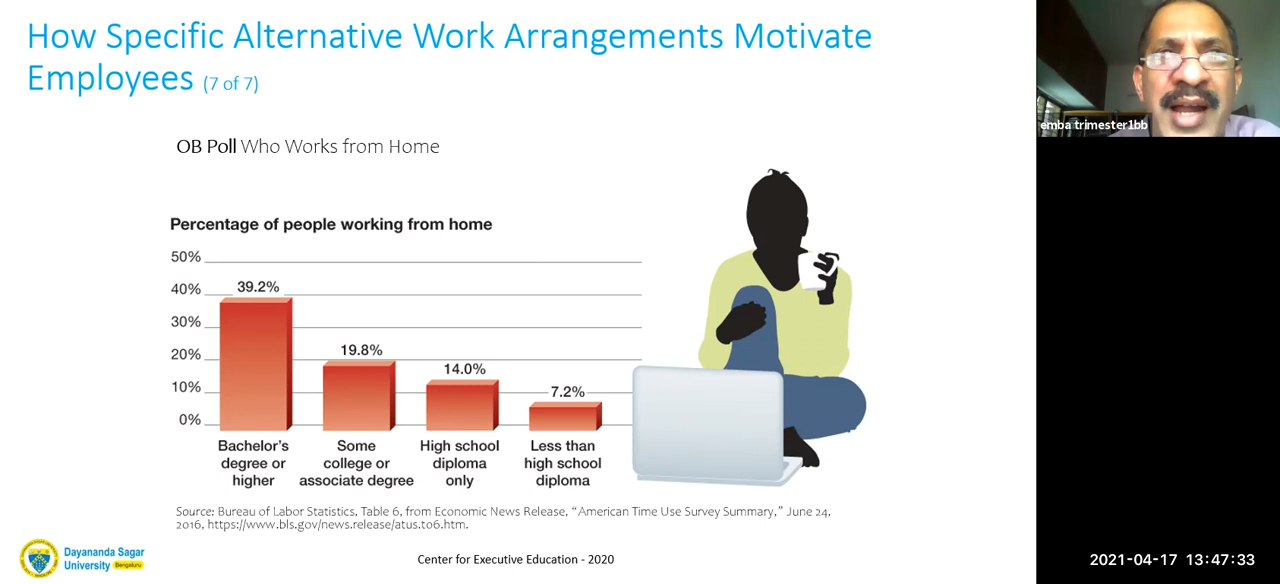 How Specific Alternative Work Arrangements Motivate
Employees (7 of 7)
emba trimester1bb
OB Poll Who Works from Home
Percentage of people working from home
50%
40%
30%
20%
10%
0%
39.2%
19.8%
14.0%
7.2%
Bachelor's
degree or
higher
Some
college or
associate degree
High school
diploma
only
Less than
high school
diploma
Source: Bureau of Labor Statistics, Table 6, from Economic News Release, “American Time Use Survey Summary,” June 24,
2016, https://www.bls.gov/news.release/atus.to6.htm.
Dayananda Sagar
University Bengaluru
Center for Executive Education - 2020
2021-04-17 13:47:33